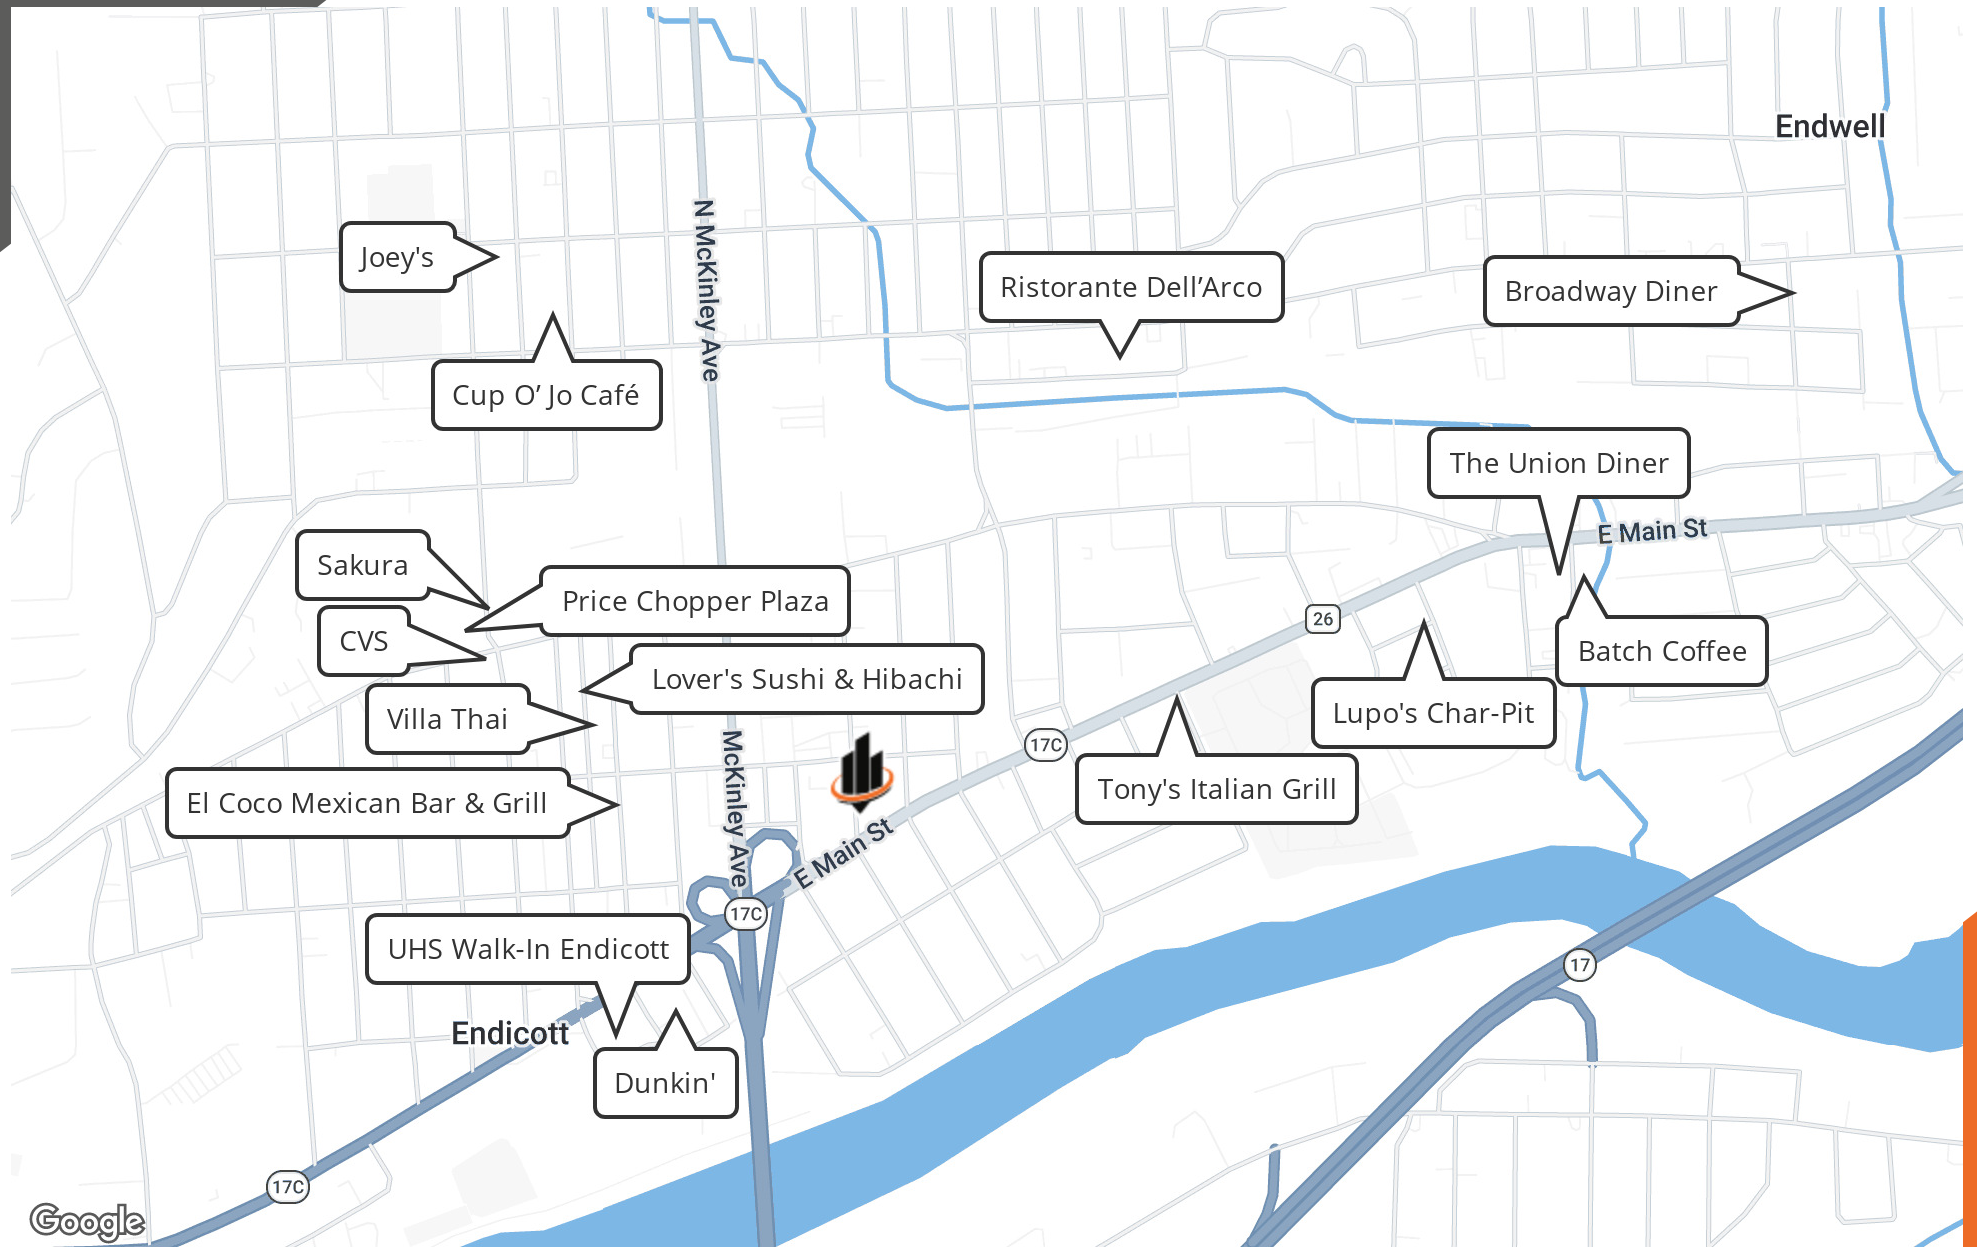 Endwell
N McKinley Ave
Joey's
Ristorante Dell’Arco
Broadway Diner
Cup O’ Jo Café
The Union Diner
E Main St
Sakura
Price Chopper Plaza
26
CVS
Batch Coffee
Lover's Sushi & Hibachi
Villa Thai
Lupo's Char-Pit
17C
McKinley Ave
Tony's Italian Grill
El Coco Mexican Bar & Grill
E Main St
17C
UHS Walk-In Endicott
17
Endicott
Dunkin'
17C
Google